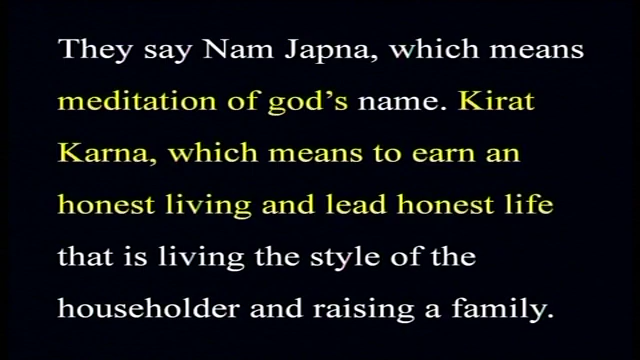 They say Nam Japna, which means
meditation of god's name. Kirat
Karna, which means to earn an
honest living and lead honest life
that is living the style of the
householder and raising a family.